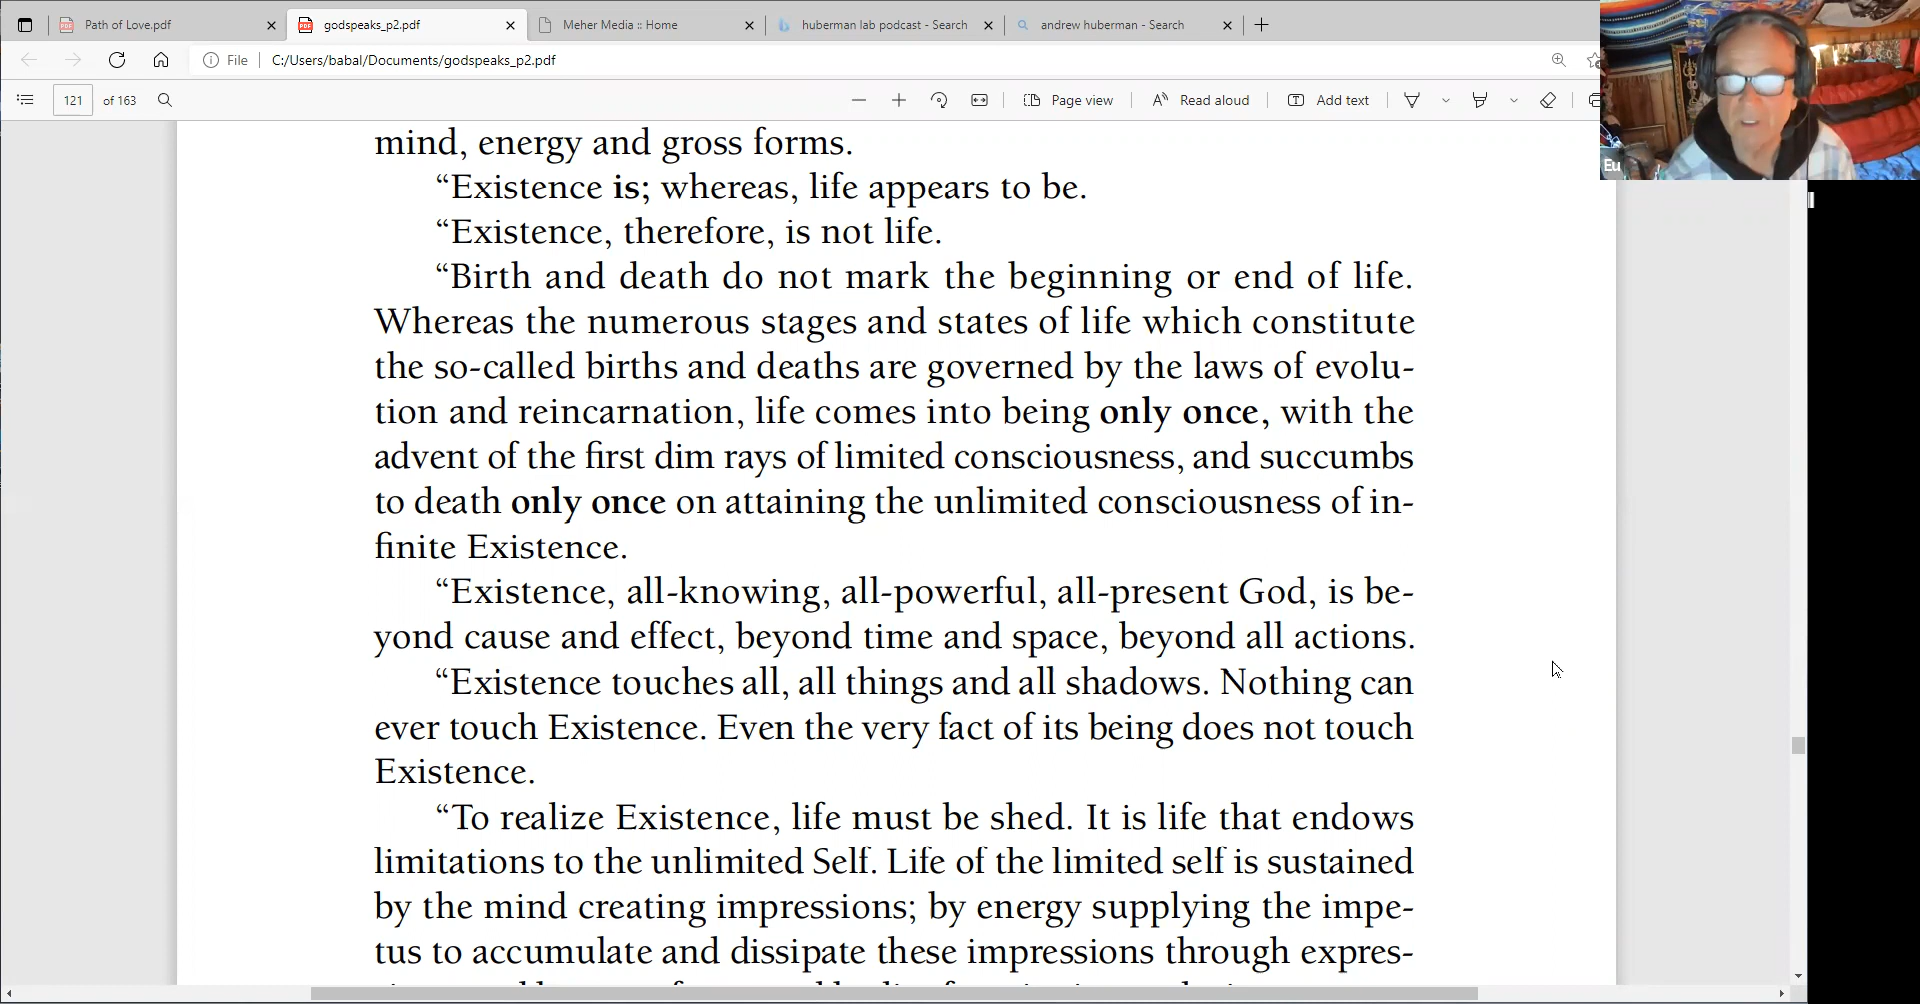 Path of Love.pdf
godspeaks_p2.pdf
Meher Media :: Home
huberman lab podcast - Search
andrew huberman - Search
File
C:/Users/babal/Documents/godspeaks_p2.pdf
121 of 163
Page view
Read aloud
Add text
Eu
mind, energy and gross forms.
“Existence is; whereas, life appears to be.
“Existence, therefore, is not life.
“Birth and death do not mark the beginning or end of life.
Whereas the numerous stages and states of life which constitute
the so-called births and deaths are governed by the laws of evolu-
tion and reincarnation, life comes into being only once, with the
advent of the first dim rays of limited consciousness, and succumbs
to death only once on attaining the unlimited consciousness of in-
finite Existence.
“Existence, all-knowing, all-powerful, all-present God, is be-
yond cause and effect, beyond time and space, beyond all actions.
“Existence touches all, all things and all shadows. Nothing can
ever touch Existence. Even the very fact of its being does not touch
Existence.
“To realize Existence, life must be shed. It is life that endows
limitations to the unlimited Self. Life of the limited self is sustained
by the mind creating impressions; by energy supplying the impe-
tus to accumulate and dissipate these impressions through expres-